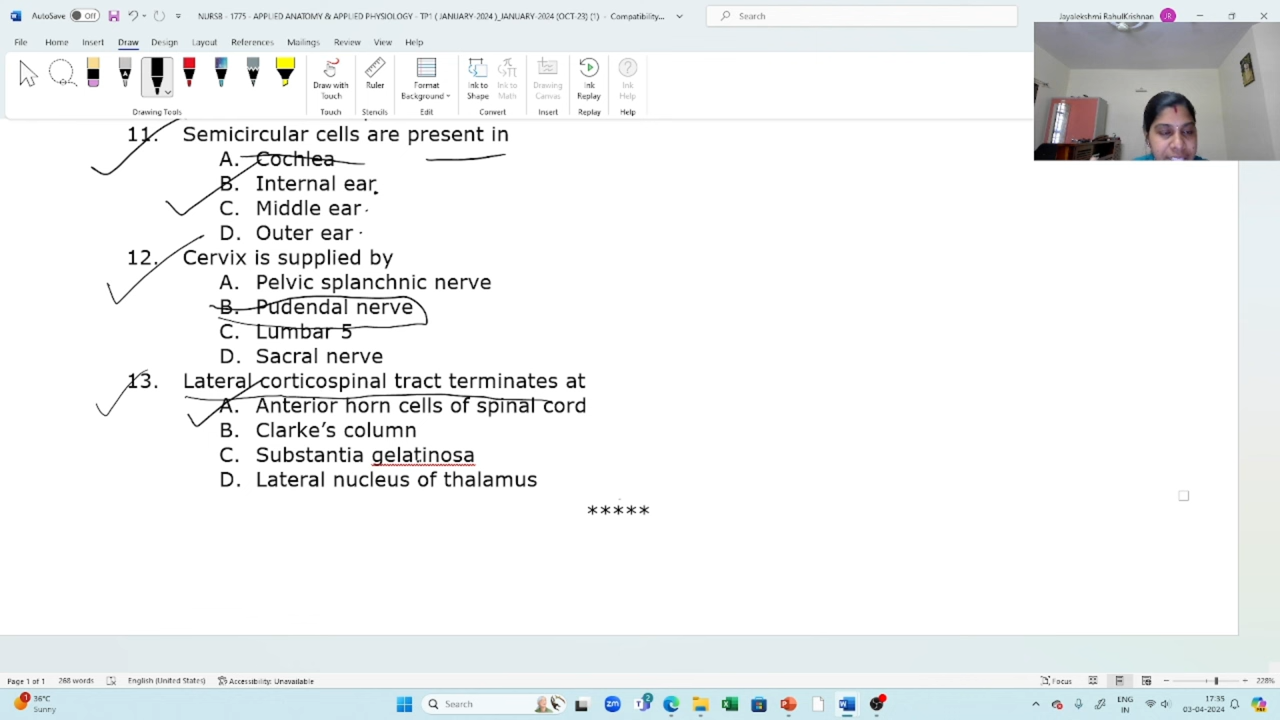 AutoSave Off NURSB - 1775 - APPLIED ANATOMY & APPLIED PHYSIOLOGY - TP1 ( JANUARY-2024 )_JANUARY-2024 (OCT-23) (1) - Compatibility... Search Jayalekshmi RahulKrishnan JR
File Home Insert Draw Design Layout References Mailings Review View Help
Draw with Touch Ruler Format Background Ink to Shape Ink to Math Drawing Canvas Ink Replay Ink Help
Drawing Tools Touch Stencils Edit Convert Insert Replay Help
11. Semicircular cells are present in
A. Cochlea
B. Internal ear
C. Middle ear
D. Outer ear
12. Cervix is supplied by
A. Pelvic splanchnic nerve
B. Pudendal nerve
C. Lumbar 5
D. Sacral nerve
13. Lateral corticospinal tract terminates at
A. Anterior horn cells of spinal cord
B. Clarke's column
C. Substantia gelatinosa
D. Lateral nucleus of thalamus
*****
Page 1 of 1 268 words English (United States) Accessibility: Unavailable Focus 228%
36°C Sunny Search ENG IN 17:35 03-04-2024